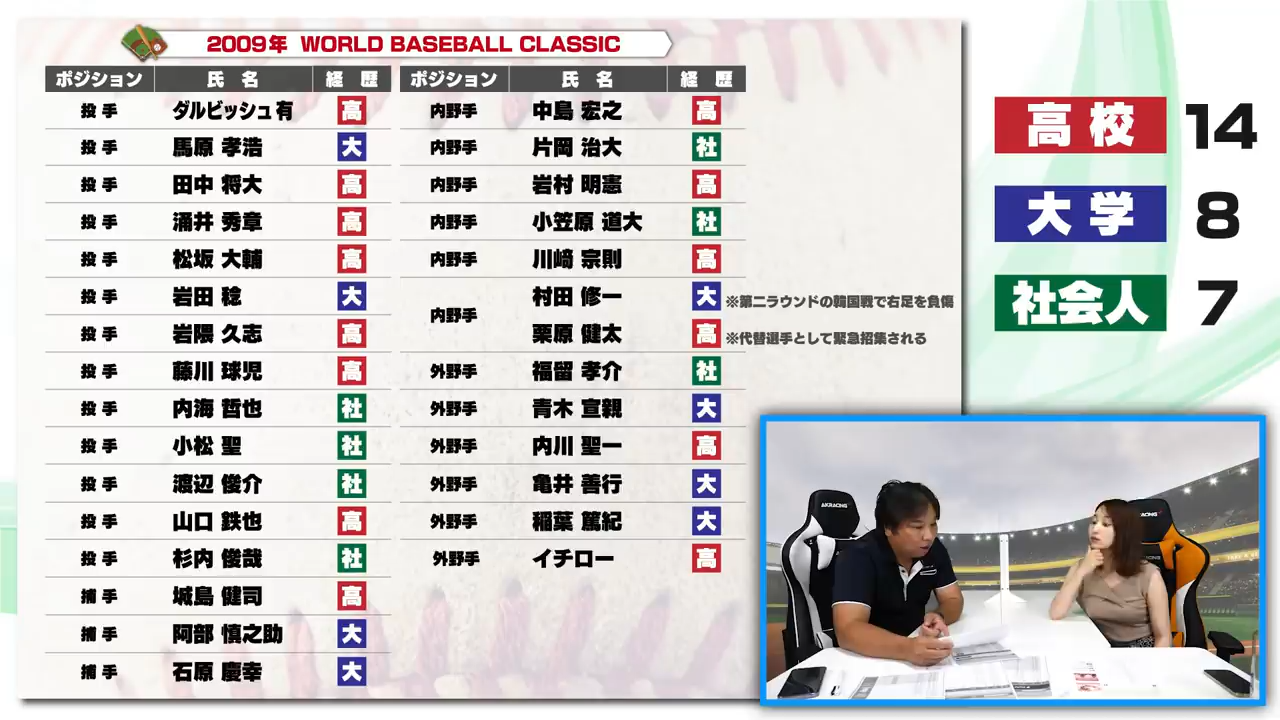 2009年 WORLD BASEBALL CLASSIC
ポジション 氏 名 経 歴
投 手 ダルビッシュ 有 高
投 手 馬原 孝浩 大
投 手 田中 将大 高
投 手 涌井 秀章 高
投 手 松坂 大輔 高
投 手 岩田 稔 大
投 手 岩隈 久志 高
投 手 藤川 球児 高
投 手 内海 哲也 社
投 手 小松 聖 社
投 手 渡辺 俊介 社
投 手 山口 鉄也 高
投 手 杉内 俊哉 社
捕 手 城島 健司 高
捕 手 阿部 慎之助 大
捕 手 石原 慶幸 大
ポジション 氏 名 経 歴
内野手 中島 宏之 高
内野手 片岡 治大 社
内野手 岩村 明憲 高
内野手 小笠原 道大 社
内野手 川﨑 宗則 高
内野手 村田 修一 大 ※第二ラウンドの韓国戦で右足を負傷
栗原 健太 高 ※代替選手として緊急招集される
外野手 福留 孝介 社
外野手 青木 宣親 大
外野手 内川 聖一 高
外野手 亀井 善行 大
外野手 稲葉 篤紀 大
外野手 イチロー 高
高校 14
大学 8
社会人 7
AKRACING